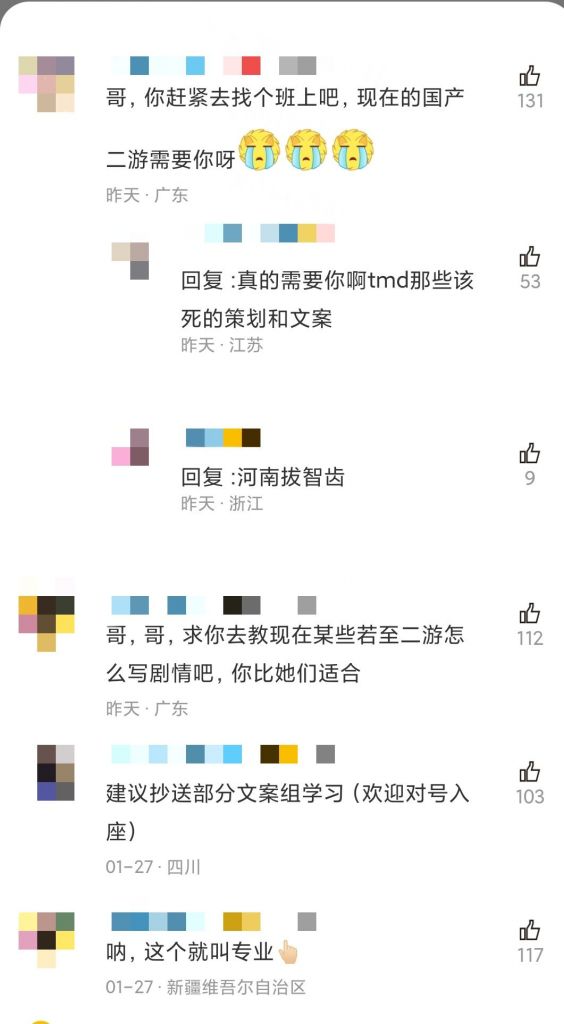 哥，你赶紧去找个班上吧，现在的国产
131
二游需要你呀
昨天 · 广东
回复 :真的需要你啊tmd那些该
53
死的策划和文案
昨天 · 江苏
回复 :河南拔智齿
9
昨天 · 浙江
哥，哥，求你去教现在某些若至二游怎
112
么写剧情吧，你比她们适合
昨天 · 广东
建议抄送部分文案组学习（欢迎对号入
103
座）
01-27 · 四川
呐，这个就叫专业👆🏻
117
01-27 · 新疆维吾尔自治区